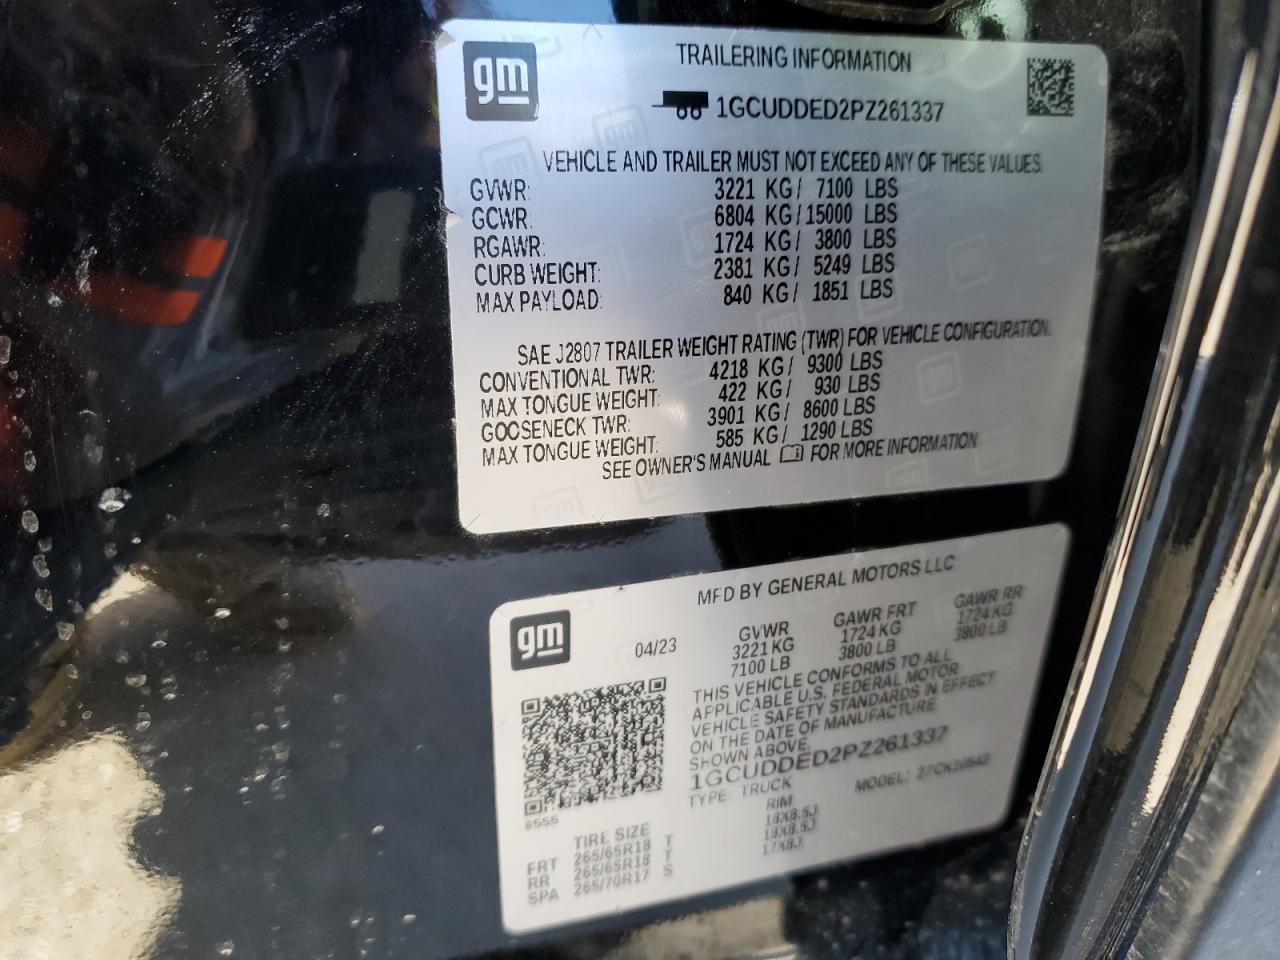 gm
TRAILERING INFORMATION
1GCUDDED2PZ261337
VEHICLE AND TRAILER MUST NOT EXCEED ANY OF THESE VALUES.
GVWR: 3221 KG/ 7100 LBS
GCWR: 6804 KG/15000 LBS
RGAWR: 1724 KG/ 3800 LBS
CURB WEIGHT: 2381 KG/ 5249 LBS
MAX PAYLOAD: 840 KG/ 1851 LBS
SAE J2807 TRAILER WEIGHT RATING (TWR) FOR VEHICLE CONFIGURATION.
CONVENTIONAL TWR: 4218 KG/ 9300 LBS
MAX TONGUE WEIGHT: 422 KG/ 930 LBS
GOOSENECK TWR: 3901 KG/ 8600 LBS
MAX TONGUE WEIGHT: 585 KG/ 1290 LBS
SEE OWNER'S MANUAL FOR MORE INFORMATION
gm
MFD BY GENERAL MOTORS LLC
04/23
GVWR GAWR FRT GAWR RR
3221 KG 1724 KG 1724 KG
7100 LB 3800 LB 3800 LB
THIS VEHICLE CONFORMS TO ALL
APPLICABLE U.S. FEDERAL MOTOR
VEHICLE SAFETY STANDARDS IN EFFECT
ON THE DATE OF MANUFACTURE
SHOWN ABOVE.
1GCUDDED2PZ261337
TYPE: TRUCK MODEL:
8555
TIRE SIZE RIM
FRT 265/65R18 T 18X8.5J
RR 265/65R18 T 18X8.5J
SPA 265/70R17 S 17X8J